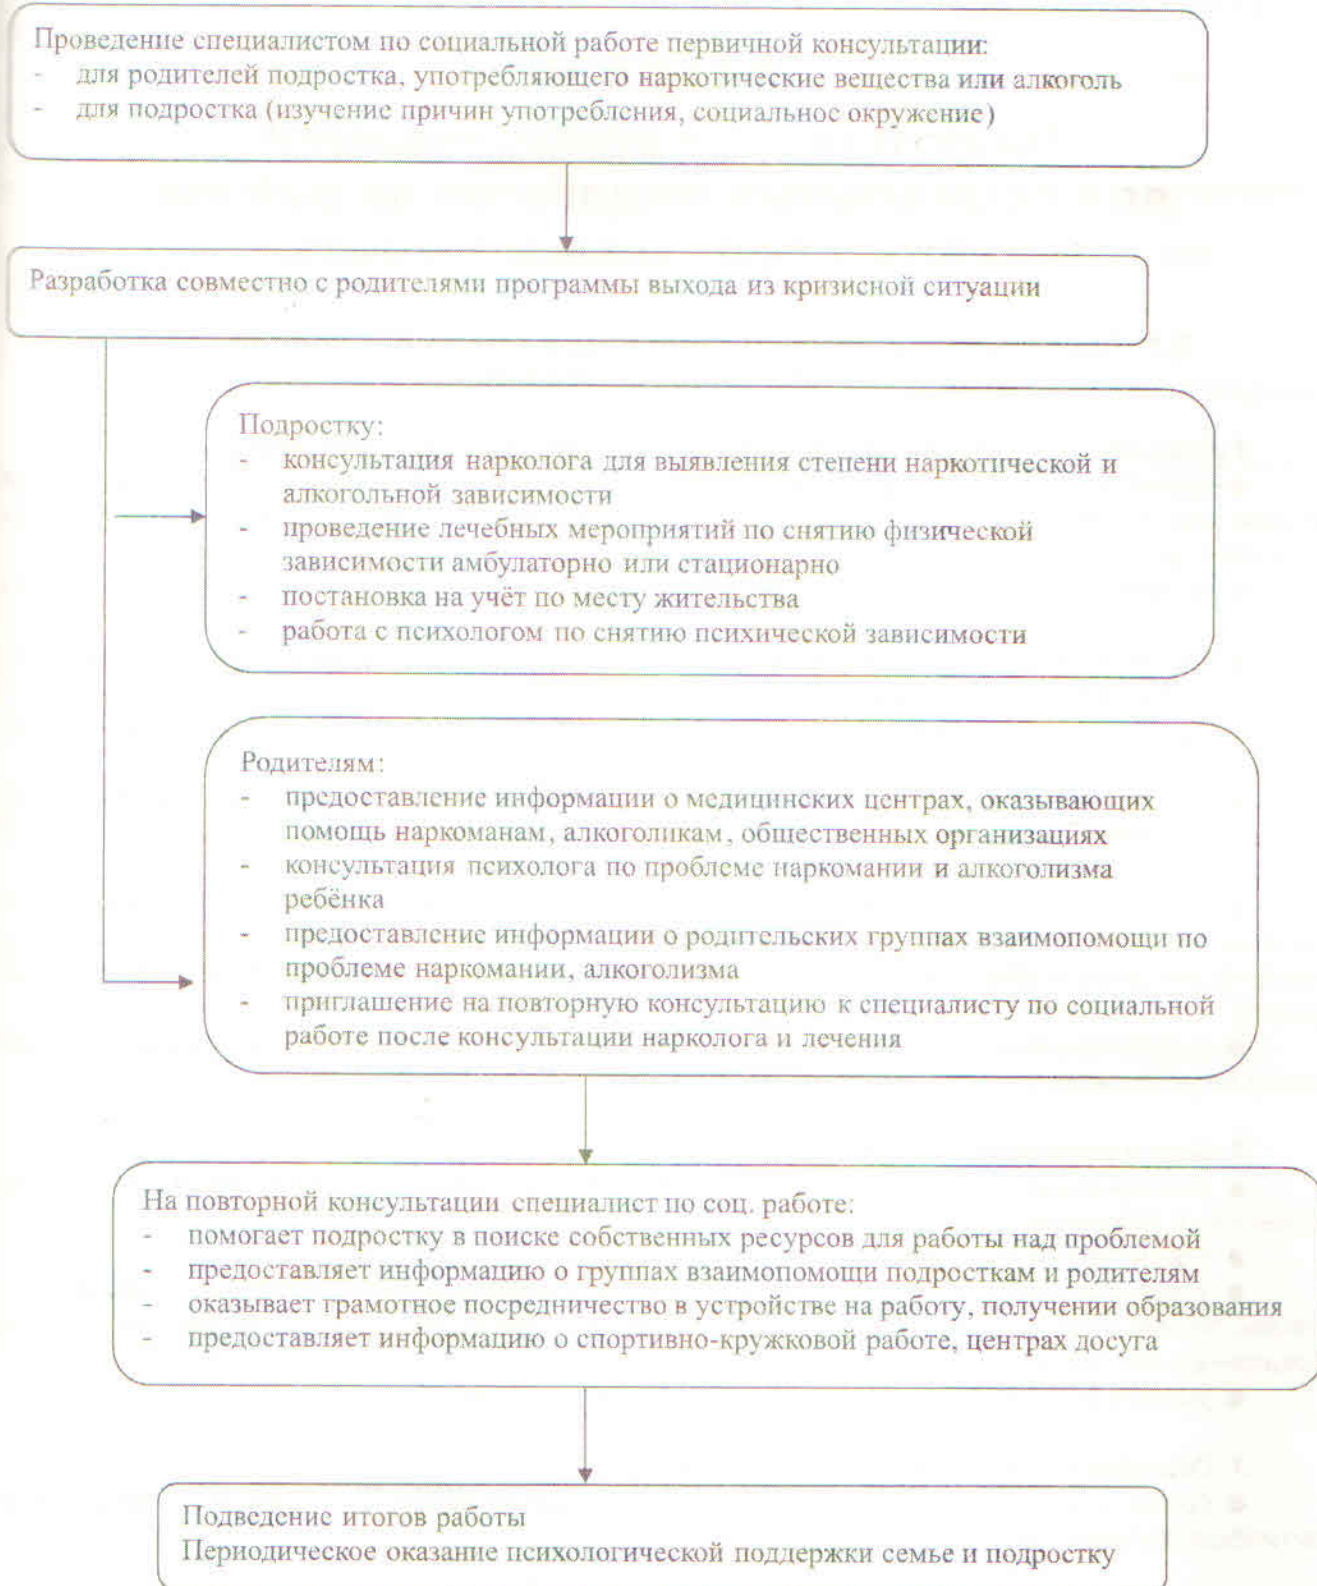 Проведение специалистом по социальной работе первичной консультации:
- для родителей подростка, употребляющего наркотические вещества или алкоголь
- для подростка (изучение причин употребления, социальное окружение)
Разработка совместно с родителями программы выхода из кризисной ситуации
Подростку:
- консультация нарколога для выявления степени наркотической и
алкогольной зависимости
- проведение лечебных мероприятий по снятию физической
зависимости амбулаторно или стационарно
- постановка на учёт по месту жительства
- работа с психологом по снятию психической зависимости
Родителям:
- предоставление информации о медицинских центрах, оказывающих
помощь наркоманам, алкоголикам, общественных организациях
- консультация психолога по проблеме наркомании и алкоголизма
ребёнка
- предоставление информации о родительских группах взаимопомощи по
проблеме наркомании, алкоголизма
- приглашение на повторную консультацию к специалисту по социальной
работе после консультации нарколога и лечения
На повторной консультации специалист по соц. работе:
- помогает подростку в поиске собственных ресурсов для работы над проблемой
- предоставляет информацию о группах взаимопомощи подросткам и родителям
- оказывает грамотное посредничество в устройстве на работу, получении образования
- предоставляет информацию о спортивно-кружковой работе, центрах досуга
Подведение итогов работы
Периодическое оказание психологической поддержки семье и подростку